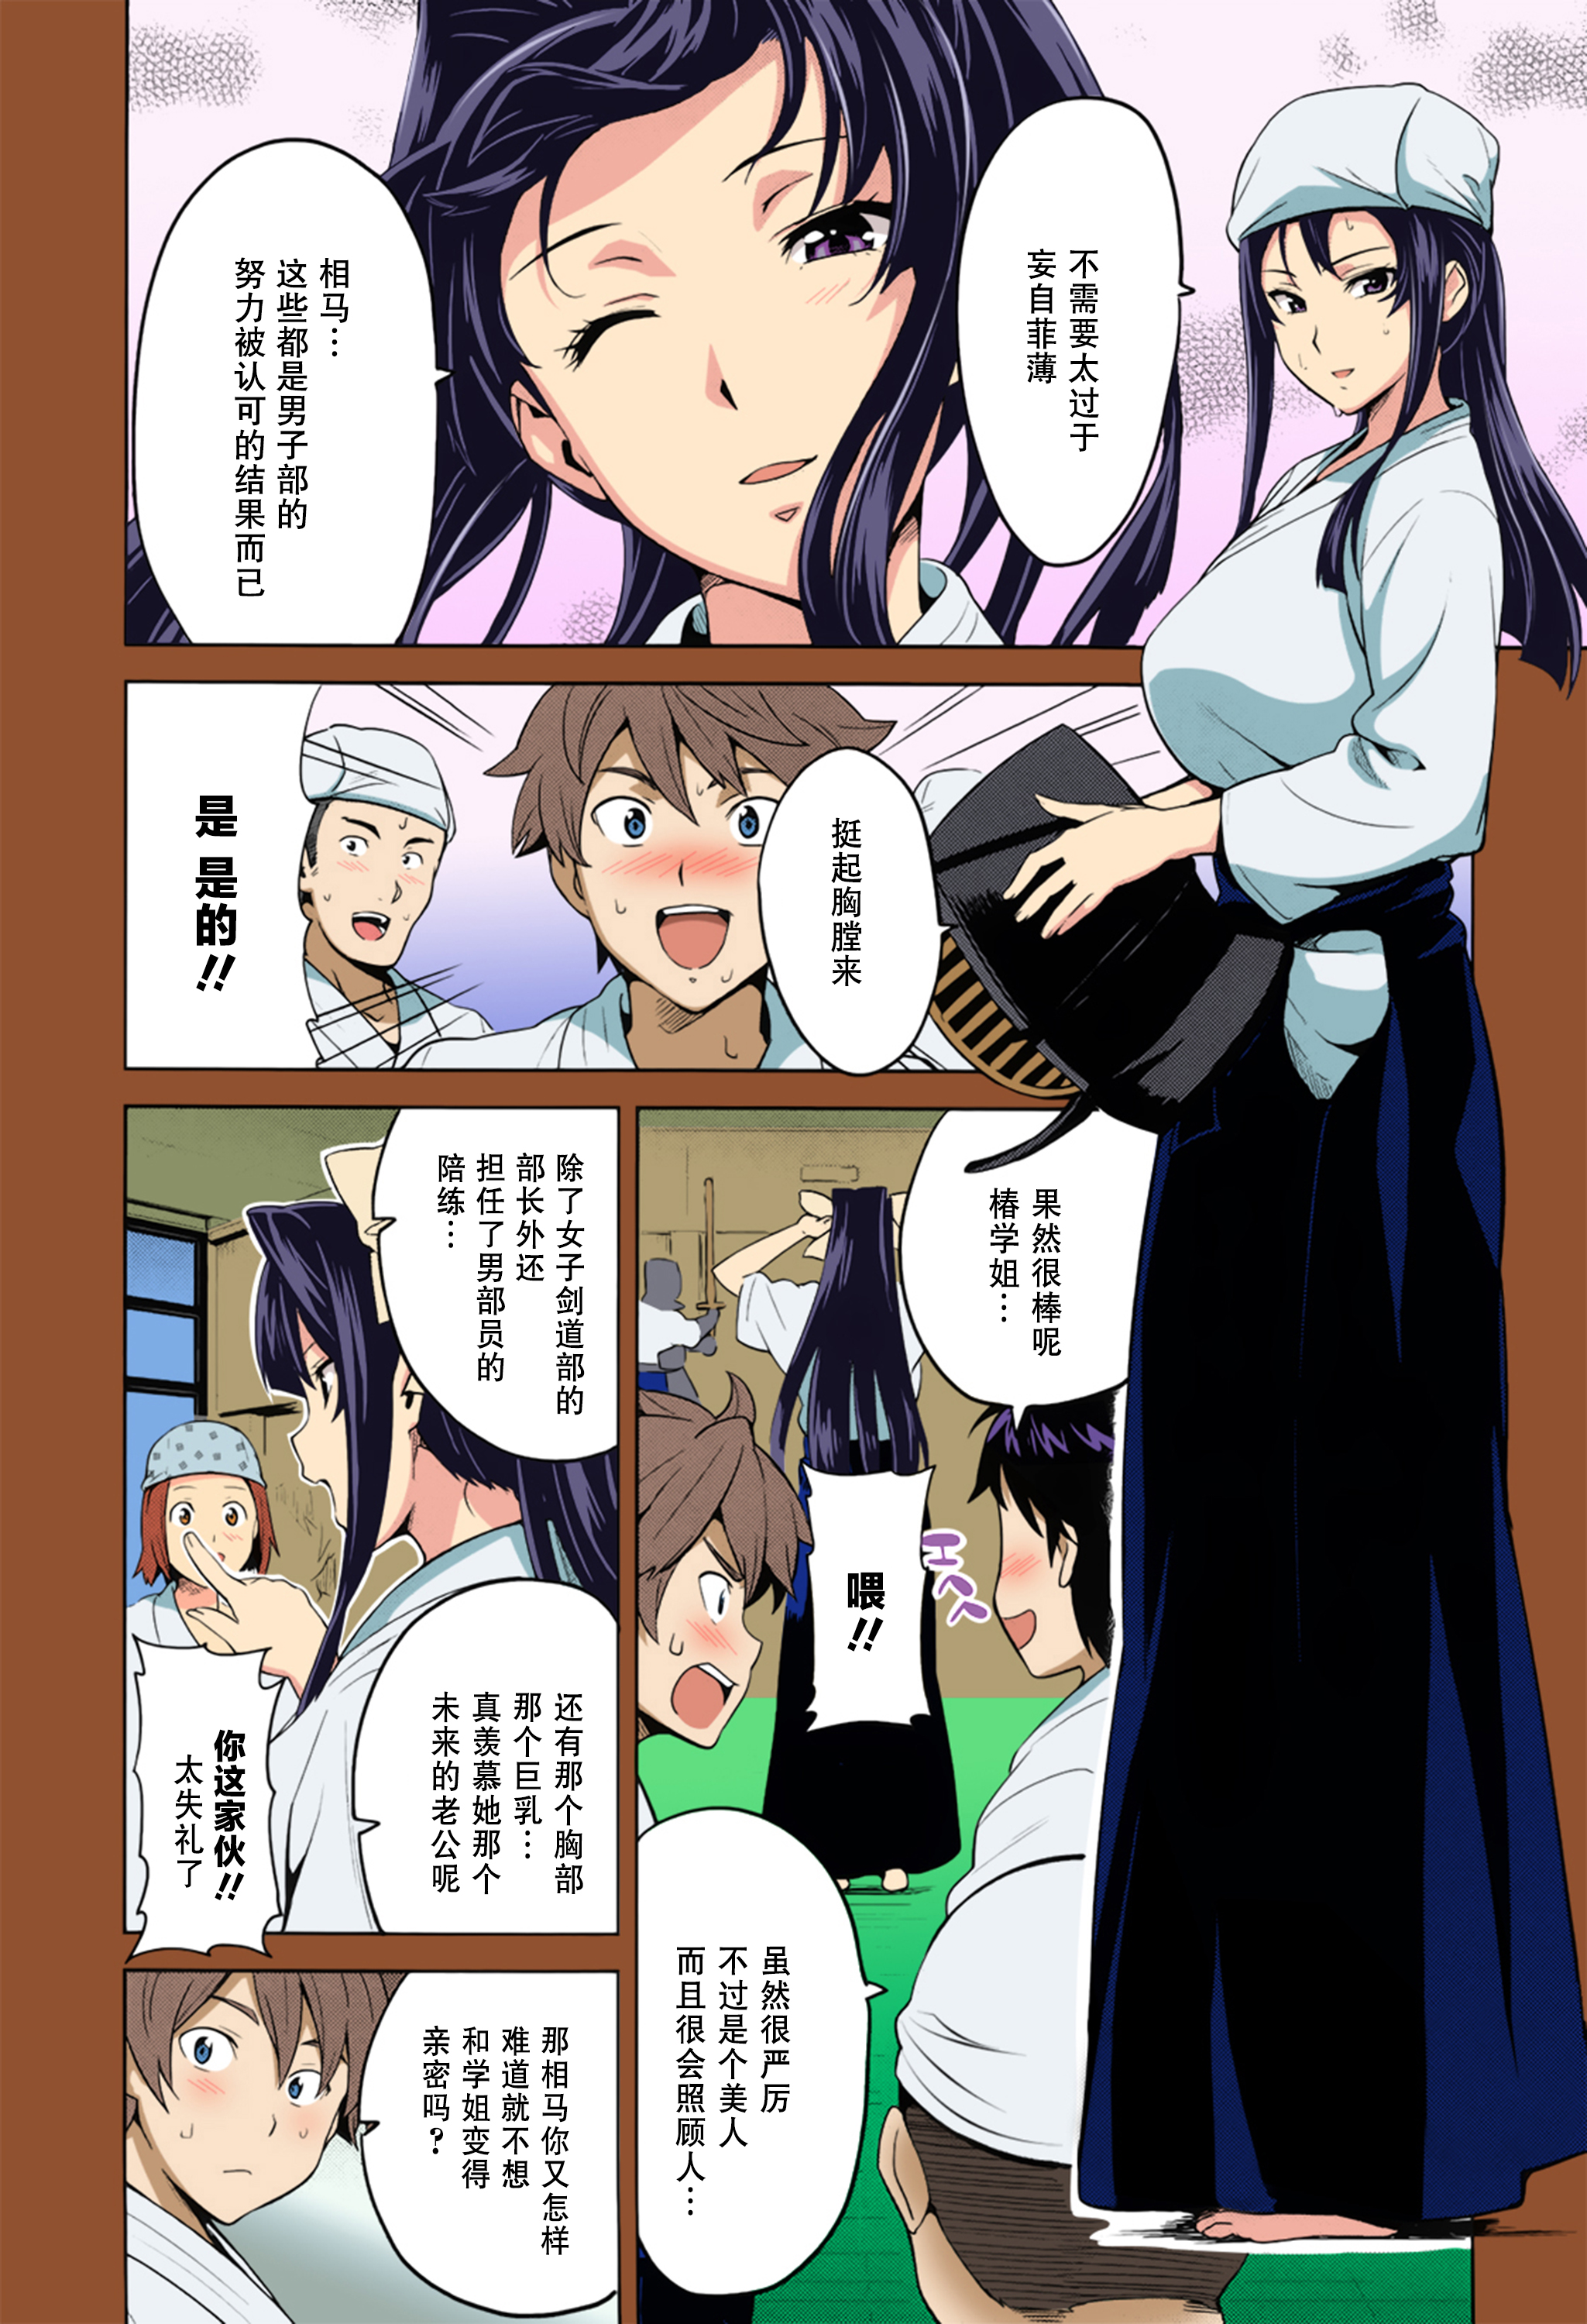 不需要太过于
妄自菲薄
相马…
这些都是男子部的
努力被认可的结果而已
挺起胸膛来
是 是的!!
果然很棒呢
椿学姐…
喂!!
エヘヘ
虽然很严厉
不过是个美人
而且很会照顾人…
除了女子剑道部的
部长外还
担任了男部员的
陪练…
还有那个胸部
那个巨乳…
真羡慕她那个
未来的老公呢
你这家伙!!
太失礼了
那相马你又怎样
难道就不想
和学姐变得
亲密吗?